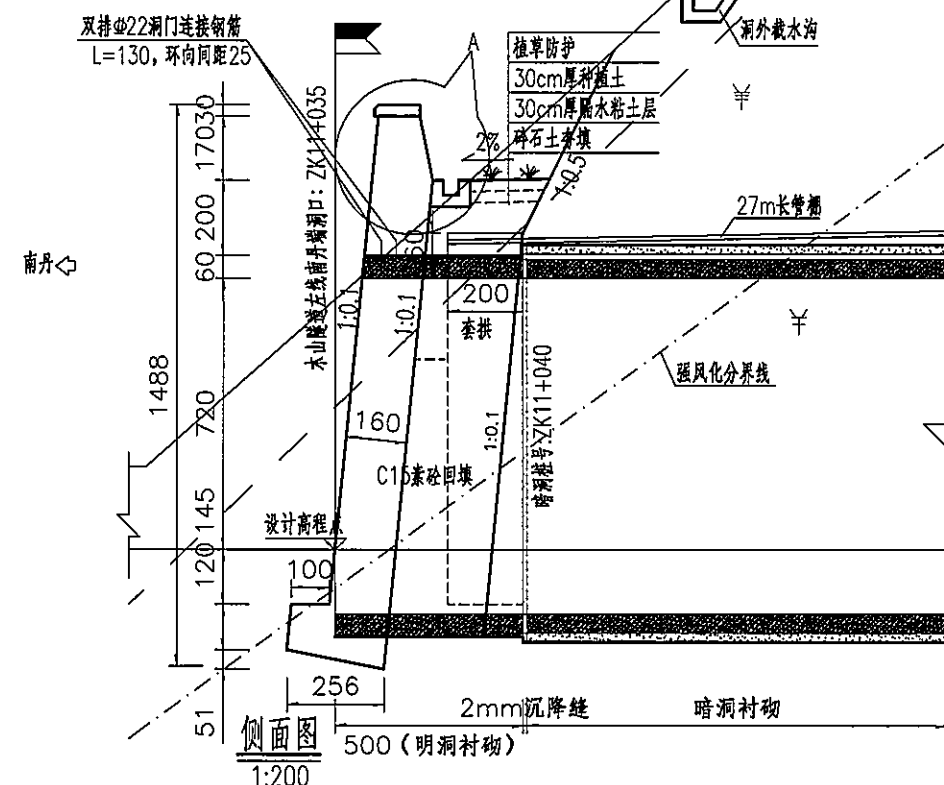 双排Φ22洞门连接钢筋
L=130，环向间距25
A
植草防护
30cm厚种植土
30cm厚隔水粘土层
碎石土夯填
洞外截水沟
2%
1:0.5
27m长管棚
木山隧道左线南丹端洞口：ZK11+035
南丹
30
170
200
60
720
145
120
51
1488
60
1:0.1
1:0.1
1:0.1
200
套拱
160
C15素砼回填
暗洞桩号:ZK11+040
强风化分界线
设计高程点
100
256
2mm沉降缝
暗洞衬砌
500（明洞衬砌）
侧面图
1:200